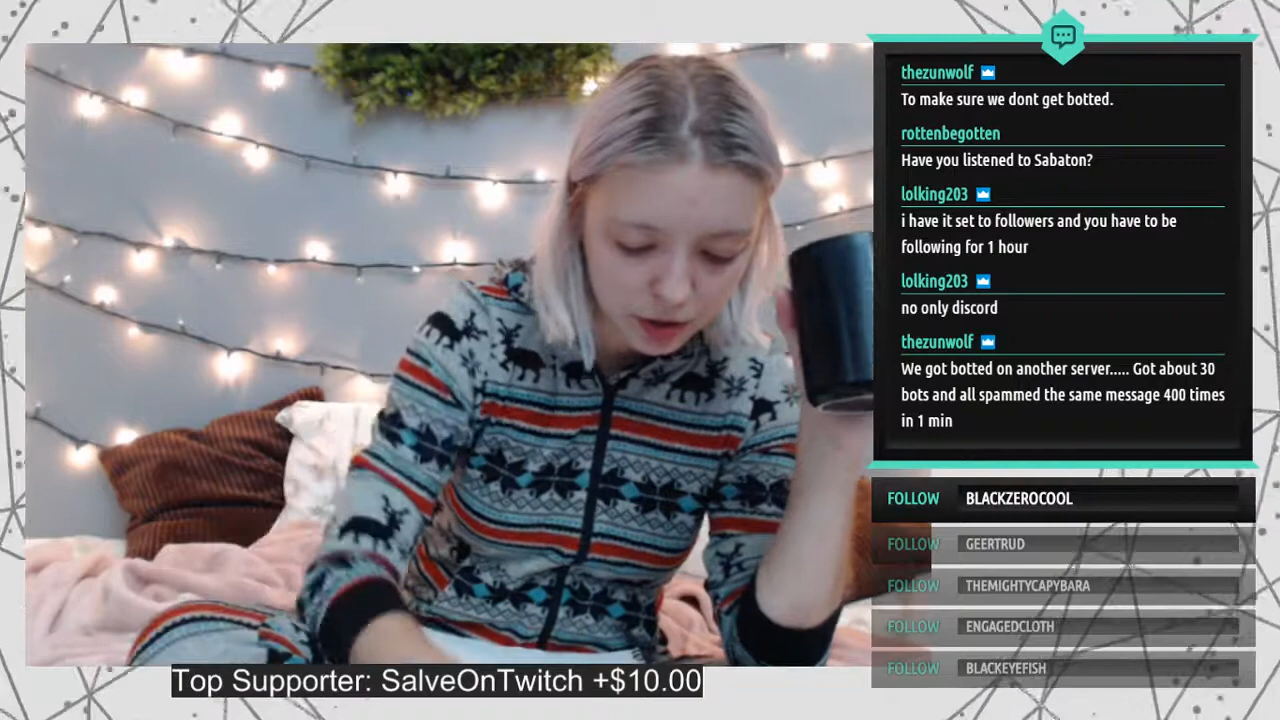 thezunwolf
To make sure we dont get botted.
rottenbegotten
Have you listened to Sabaton?
lolking203
i have it set to followers and you have to be
following for 1 hour
lolking203
no only discord
thezunwolf
We got botted on another server..... Got about 30
bots and all spammed the same message 400 times
in 1 min
FOLLOW BLACKZEROCOOL
FOLLOW GEERTRUD
FOLLOW THEMIGHTYCAPYBARA
FOLLOW ENGAGEDCLOTH
FOLLOW BLACKEYEFISH
Top Supporter: SalveOnTwitch +$10.00